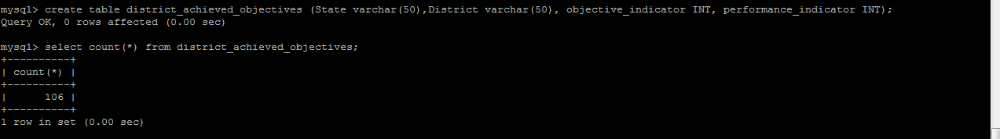 mysql> create table district_achieved_objectives (State varchar(50),District varchar(50), objective_indicator INT, performance_indicator INT);
Query OK, 0 rows affected (0.00 sec)
mysql> select count(*) from district_achieved_objectives;
+----------+
| count(*) |
+----------+
|      106 |
+----------+
1 row in set (0.00 sec)